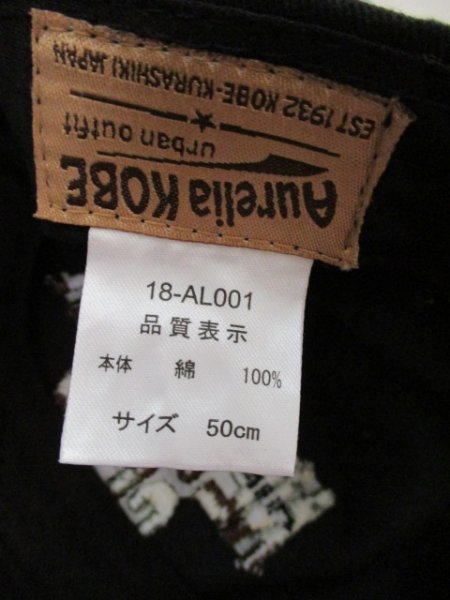 Aurelia KOBE
urban outfit
EST 1932 KOBE-KURASHIKI JAPAN
18-AL001
品質表示
本体 綿 100%
サイズ 50cm